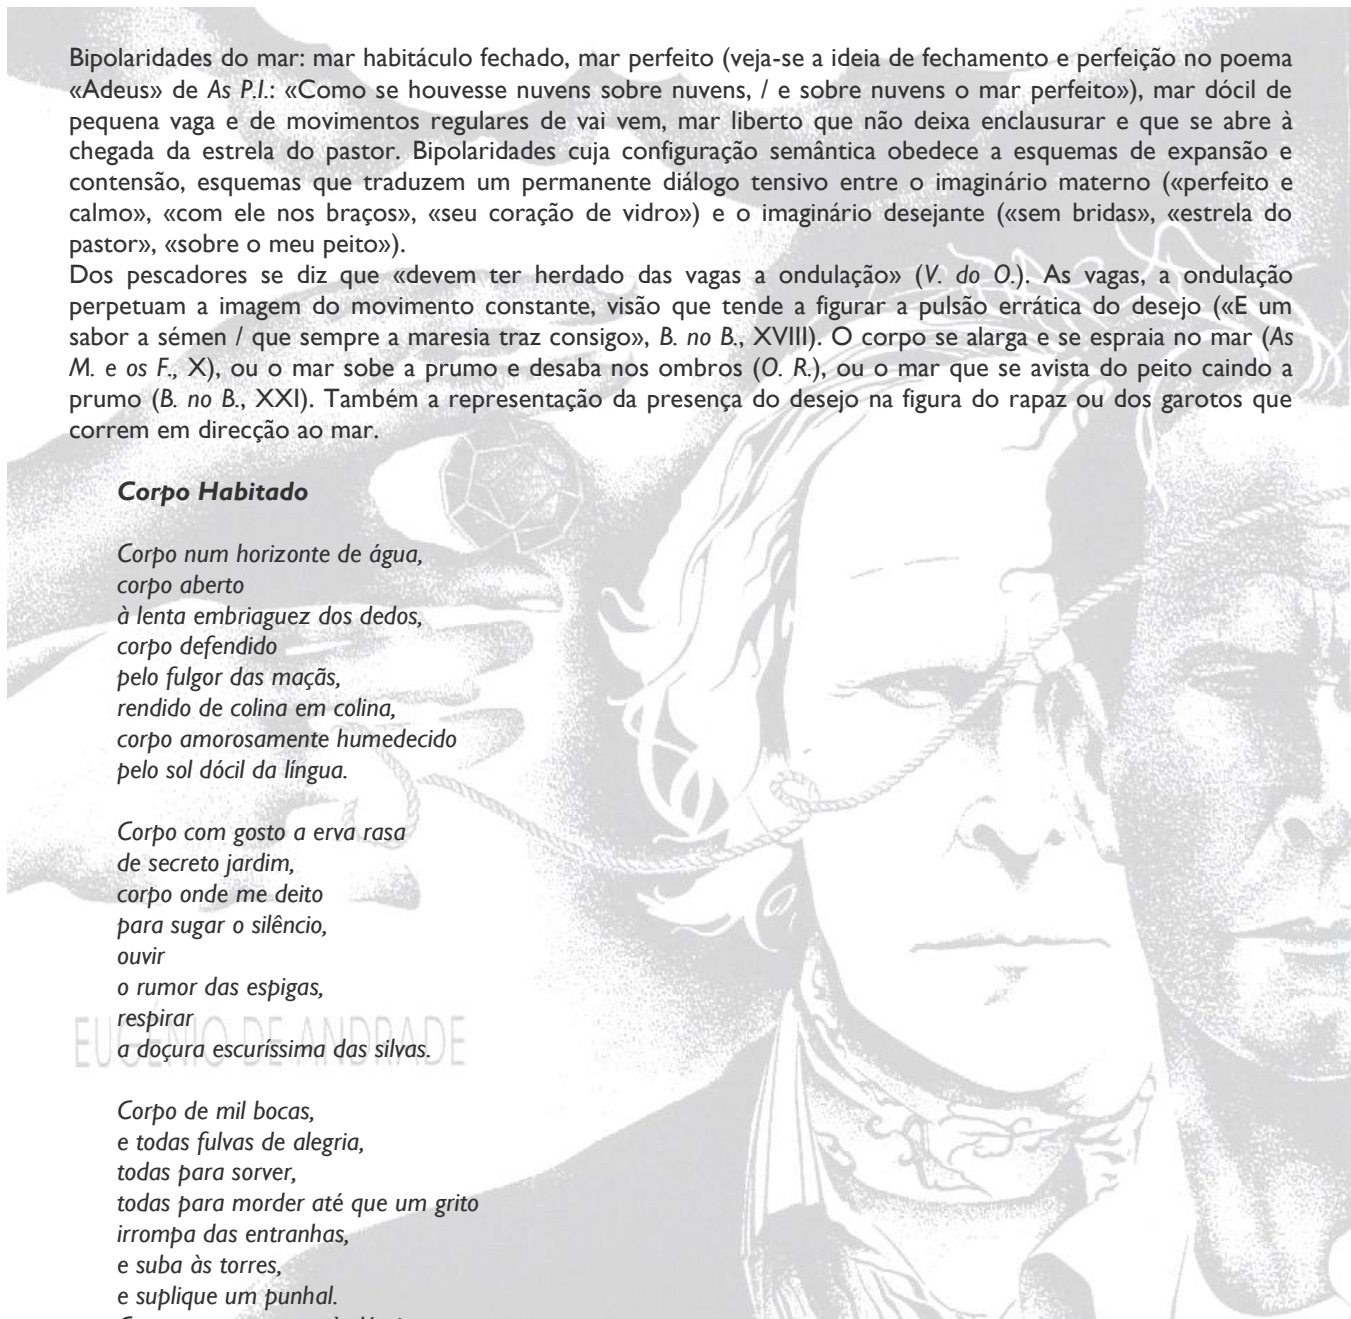 Bipolaridades do mar: mar habitáculo fechado, mar perfeito (veja-se a ideia de fechamento e perfeição no poema
«Adeus» de As P.I.: «Como se houvesse nuvens sobre nuvens, / e sobre nuvens o mar perfeito»), mar dócil de
pequena vaga e de movimentos regulares de vai vem, mar liberto que não deixa enclausurar e que se abre à
chegada da estrela do pastor. Bipolaridades cuja configuração semântica obedece a esquemas de expansão e
contensão, esquemas que traduzem um permanente diálogo tensivo entre o imaginário materno («perfeito e
calmo», «com ele nos braços», «seu coração de vidro») e o imaginário desejante («sem bridas», «estrela do
pastor», «sobre o meu peito»).
Dos pescadores se diz que «devem ter herdado das vagas a ondulação» (V. do O.). As vagas, a ondulação
perpetuam a imagem do movimento constante, visão que tende a figurar a pulsão errática do desejo («E um
sabor a sémen / que sempre a maresia traz consigo», B. no B., XVIII). O corpo se alarga e se espraia no mar (As
M. e os F., X), ou o mar sobe a prumo e desaba nos ombros (O. R.), ou o mar que se avista do peito caindo a
prumo (B. no B., XXI). Também a representação da presença do desejo na figura do rapaz ou dos garotos que
correm em direcção ao mar.
Corpo Habitado
Corpo num horizonte de água,
corpo aberto
à lenta embriaguez dos dedos,
corpo defendido
pelo fulgor das maçãs,
rendido de colina em colina,
corpo amorosamente humedecido
pelo sol dócil da língua.
Corpo com gosto a erva rasa
de secreto jardim,
corpo onde me deito
para sugar o silêncio,
ouvir
o rumor das espigas,
respirar
a doçura escuríssima das silvas.
EUGÉNIO DE ANDRADE
Corpo de mil bocas,
e todas fulvas de alegria,
todas para sorver,
todas para morder até que um grito
irrompa das entranhas,
e suba às torres,
e suplique um punhal.